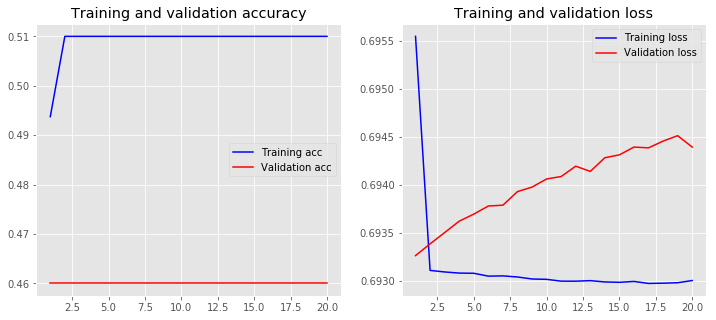 Training and validation accuracy
0.51
0.50
0.49
0.48
0.47
0.46
Training acc
Validation acc
2.5 5.0 7.5 10.0 12.5 15.0 17.5 20.0
Training and validation loss
0.6955
0.6950
0.6945
0.6940
0.6935
0.6930
Training loss
Validation loss
2.5 5.0 7.5 10.0 12.5 15.0 17.5 20.0